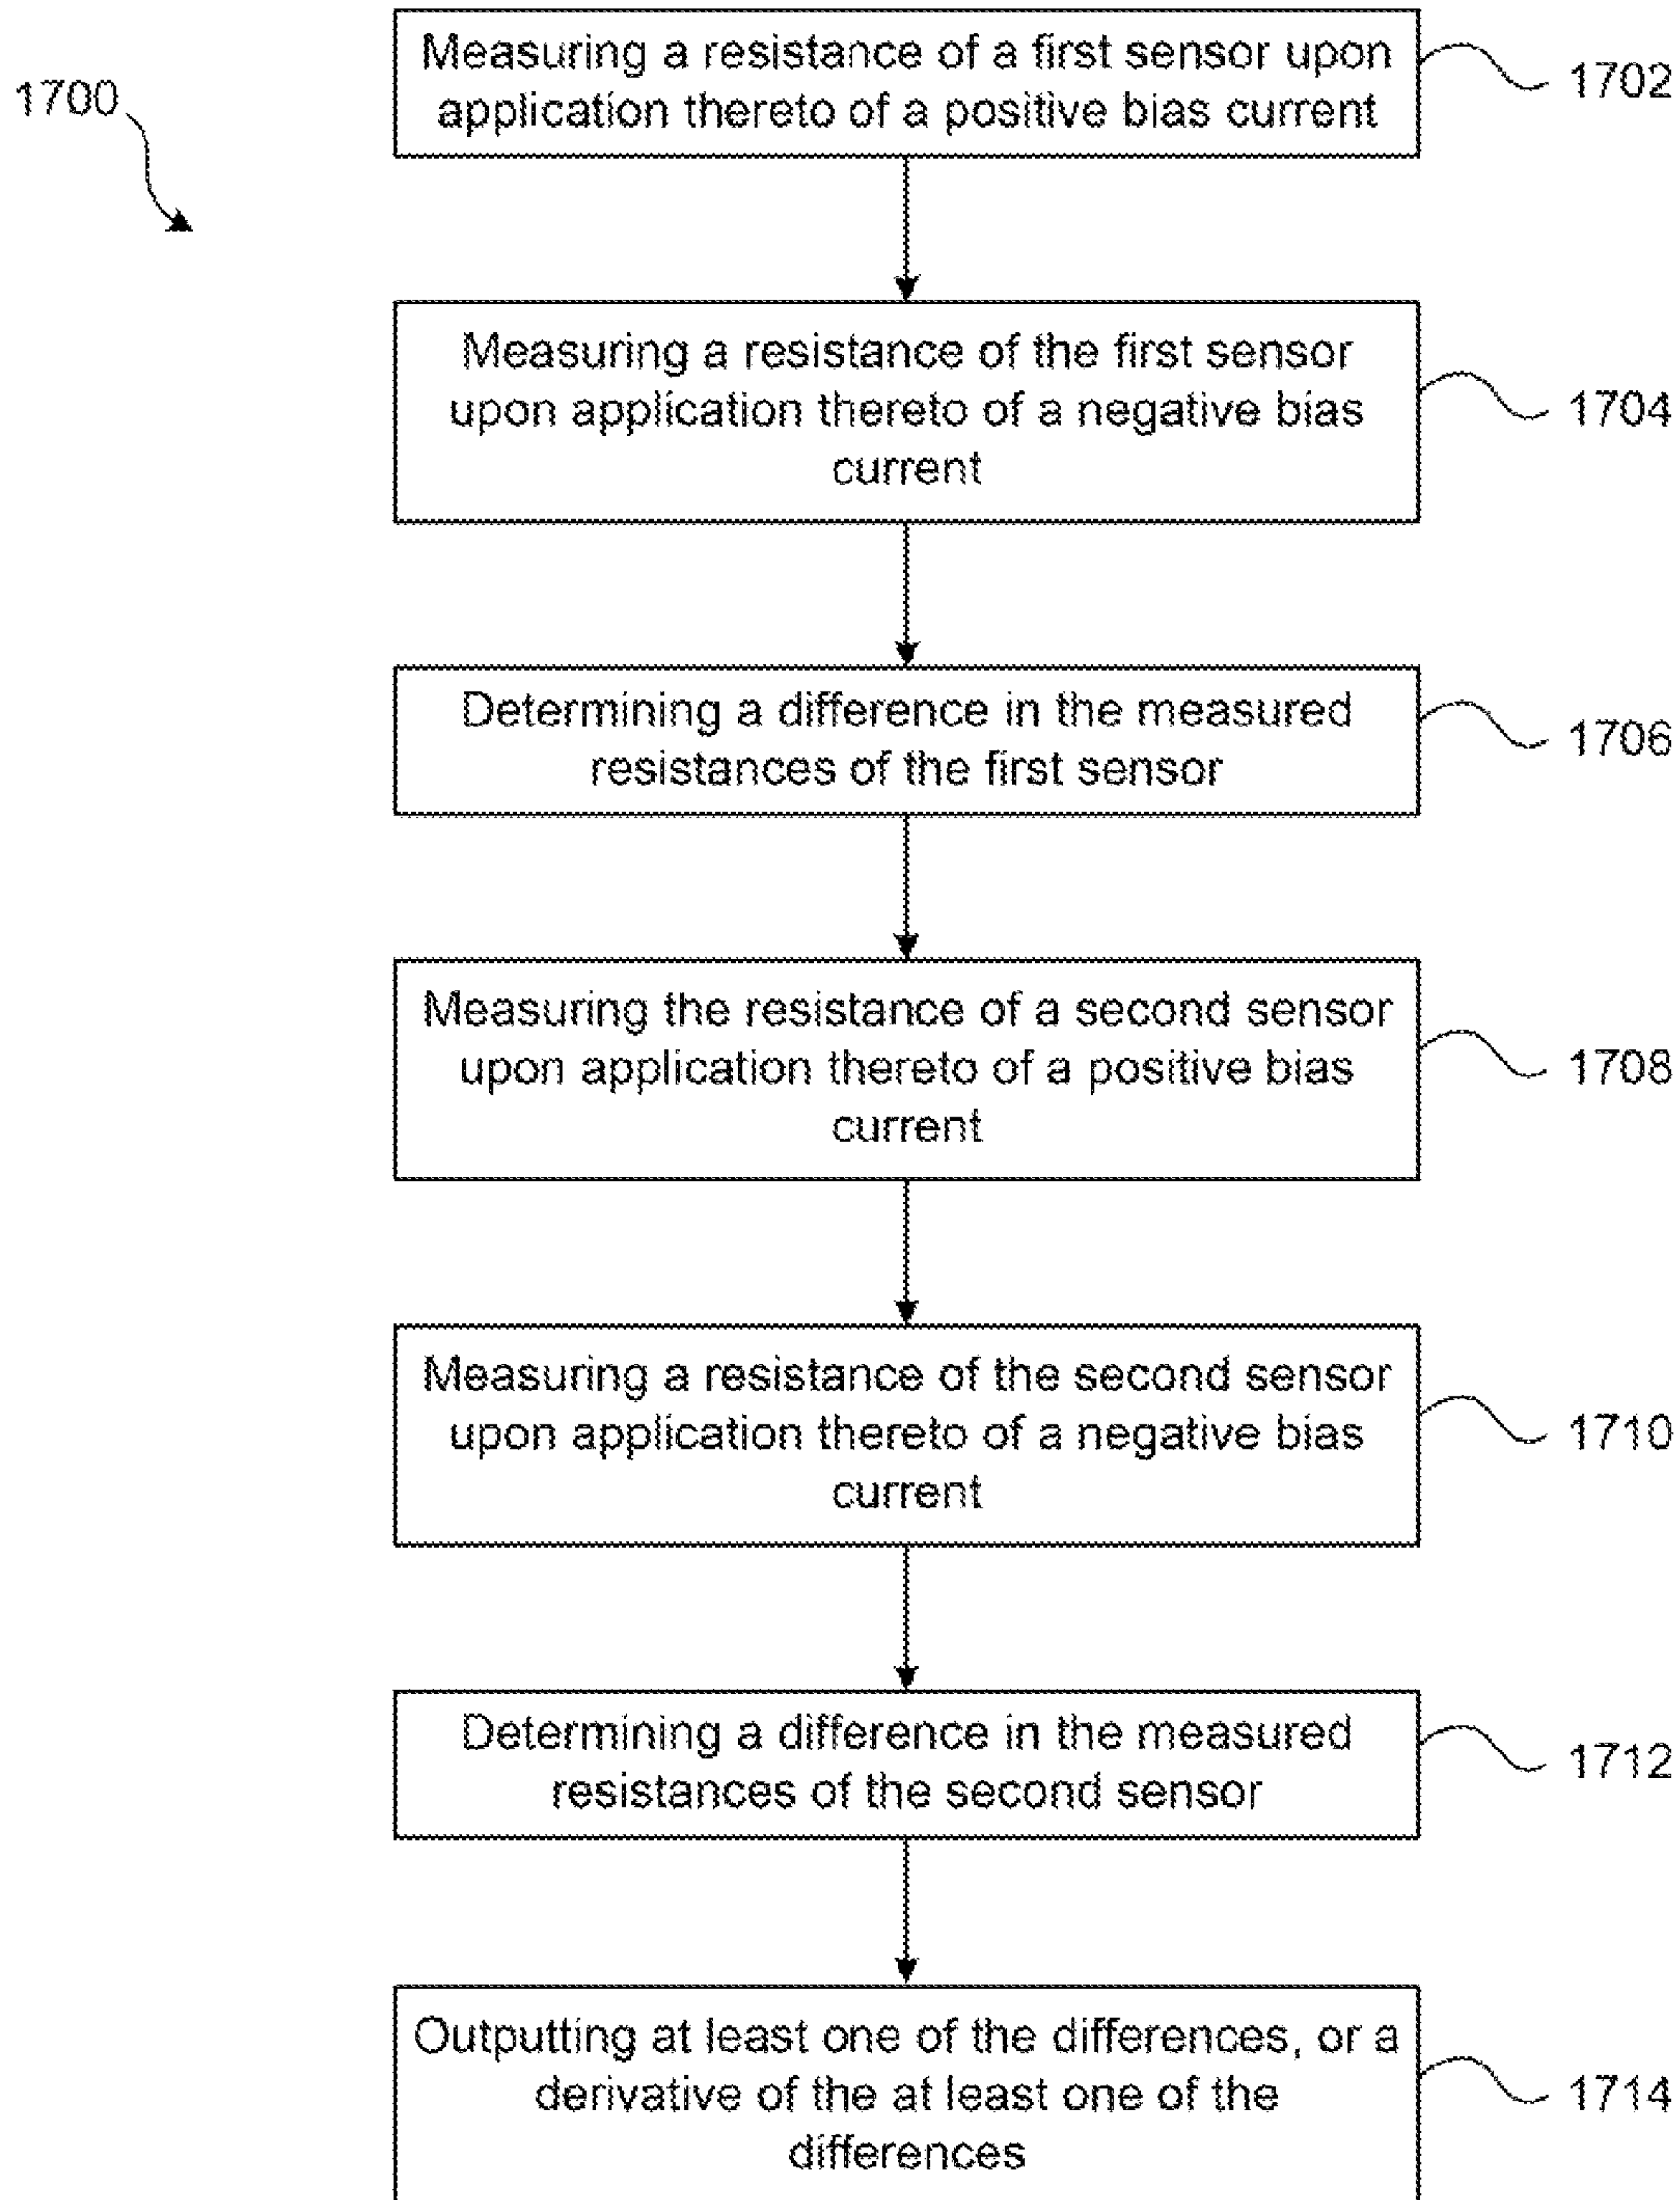 1700
Measuring a resistance of a first sensor upon
application thereto of a positive bias current
1702
Measuring a resistance of the first sensor
upon application thereto of a negative bias
current
1704
Determining a difference in the measured
resistances of the first sensor
1706
Measuring the resistance of a second sensor
upon application thereto of a positive bias
current
1708
Measuring a resistance of the second sensor
upon application thereto of a negative bias
current
1710
Determining a difference in the measured
resistances of the second sensor
1712
Outputting at least one of the differences, or a
derivative of the at least one of the
differences
1714